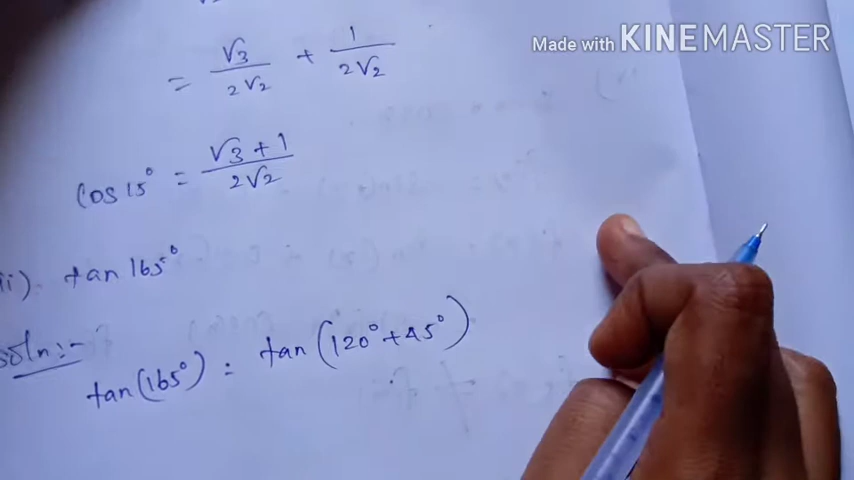 Made with KINEMASTER
= √3/2√2 + 1/2√2
Cos 15° = √3 + 1/2√2
ii). tan 165°
Soln:-
tan(165°) = tan(120°+45°)